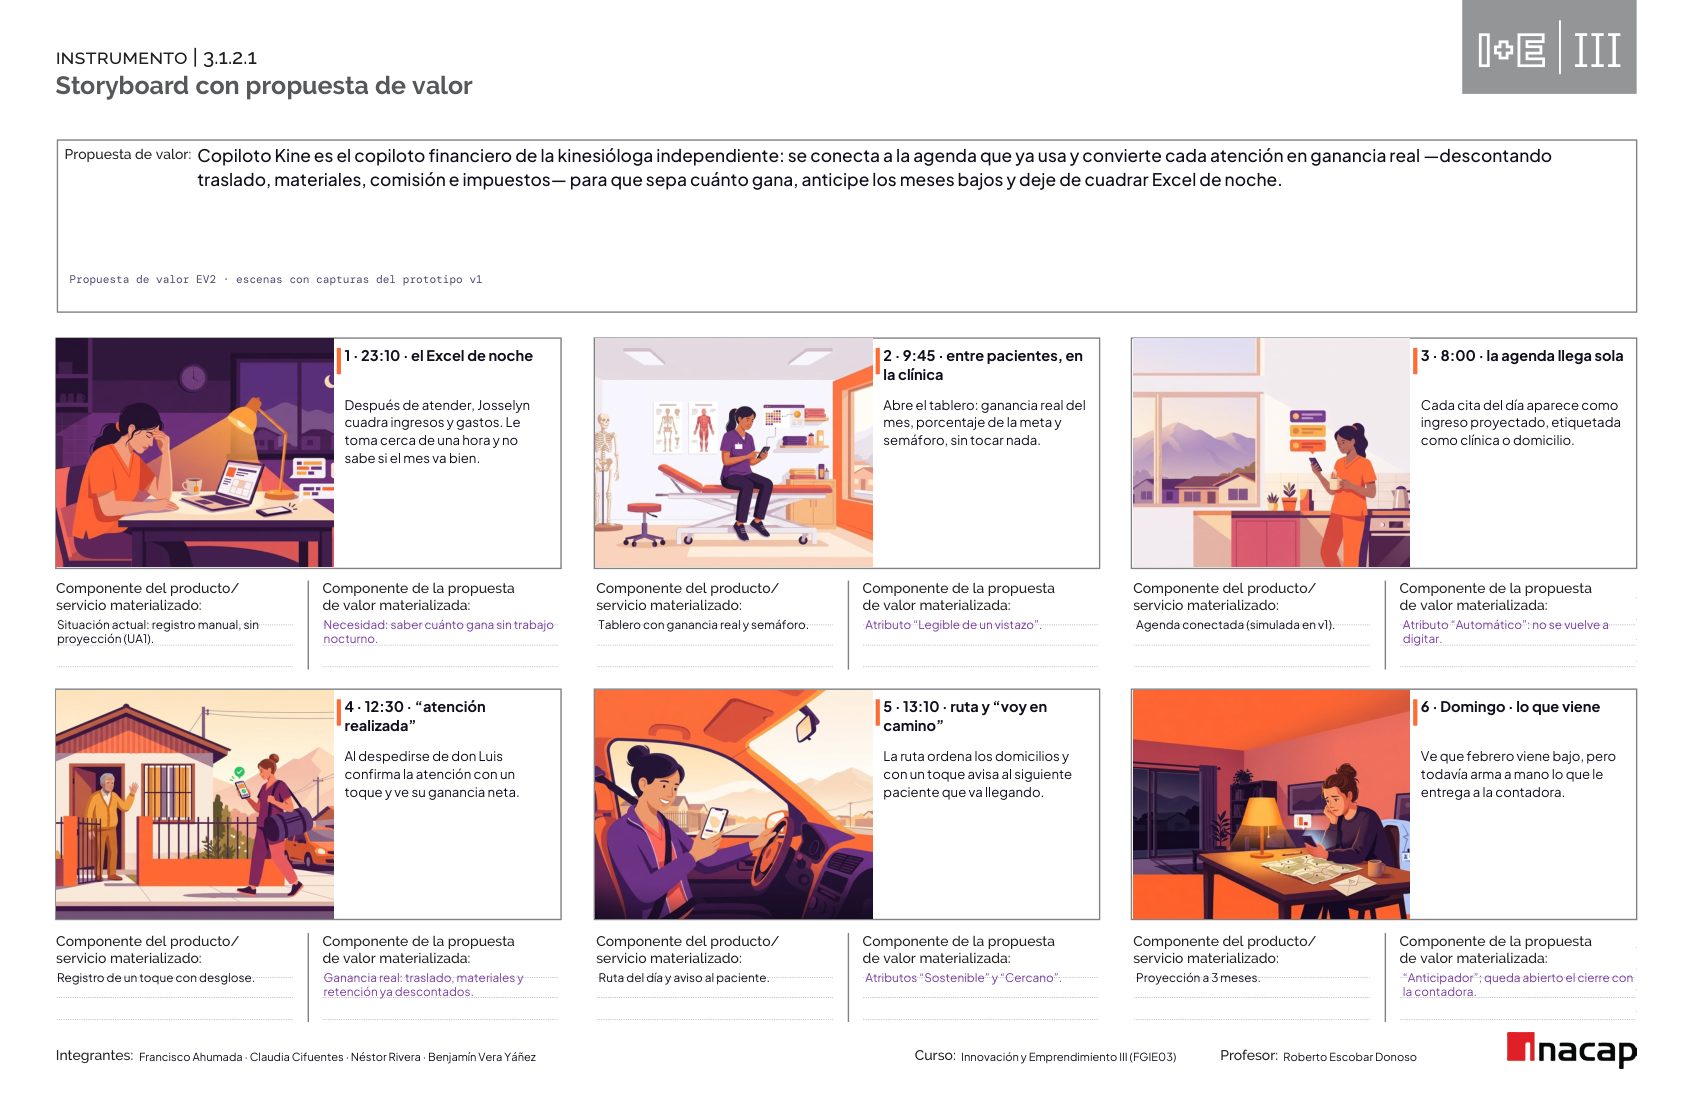 INSTRUMENTO | 3.1.2.1
Storyboard con propuesta de valor
I+E | III
Propuesta de valor: Copiloto Kine es el copiloto financiero de la kinesióloga independiente: se conecta a la agenda que ya usa y convierte cada atención en ganancia real —descontando
traslado, materiales, comisión e impuestos— para que sepa cuánto gana, anticipe los meses bajos y deje de cuadrar Excel de noche.
Propuesta de valor EV2 · escenas con capturas del prototipo v1
1 · 23:10 · el Excel de noche
Después de atender, Josselyn
cuadra ingresos y gastos. Le
toma cerca de una hora y no
sabe si el mes va bien.
2 · 9:45 · entre pacientes, en
la clínica
Abre el tablero: ganancia real del
mes, porcentaje de la meta y
semáforo, sin tocar nada.
3 · 8:00 · la agenda llega sola
Cada cita del día aparece como
ingreso proyectado, etiquetada
como clínica o domicilio.
Componente del producto/
servicio materializado:
Situación actual: registro manual, sin
proyección (UA1).
Componente de la propuesta
de valor materializada:
Necesidad: saber cuánto gana sin trabajo
nocturno.
Componente del producto/
servicio materializado:
Tablero con ganancia real y semáforo.
Componente de la propuesta
de valor materializada:
Atributo “Legible de un vistazo”.
Componente del producto/
servicio materializado:
Agenda conectada (simulada en v1).
Componente de la propuesta
de valor materializada:
Atributo “Automático”: no se vuelve a
digitar.
4 · 12:30 · “atención
realizada”
Al despedirse de don Luis
confirma la atención con un
toque y ve su ganancia neta.
5 · 13:10 · ruta y “voy en
camino”
La ruta ordena los domicilios y
con un toque avisa al siguiente
paciente que va llegando.
6 · Domingo · lo que viene
Ve que febrero viene bajo, pero
todavía arma a mano lo que le
entrega a la contadora.
Componente del producto/
servicio materializado:
Registro de un toque con desglose.
Componente de la propuesta
de valor materializada:
Ganancia real: traslado, materiales y
retención ya descontados.
Componente del producto/
servicio materializado:
Ruta del día y aviso al paciente.
Componente de la propuesta
de valor materializada:
Atributos “Sostenible” y “Cercano”.
Componente del producto/
servicio materializado:
Proyección a 3 meses.
Componente de la propuesta
de valor materializada:
“Anticipador”; queda abierto el cierre con
la contadora.
Integrantes: Francisco Ahumada · Claudia Cifuentes · Néstor Rivera · Benjamín Vera Yáñez
Curso: Innovación y Emprendimiento III (FGIE03)
Profesor: Roberto Escobar Donoso
inacap